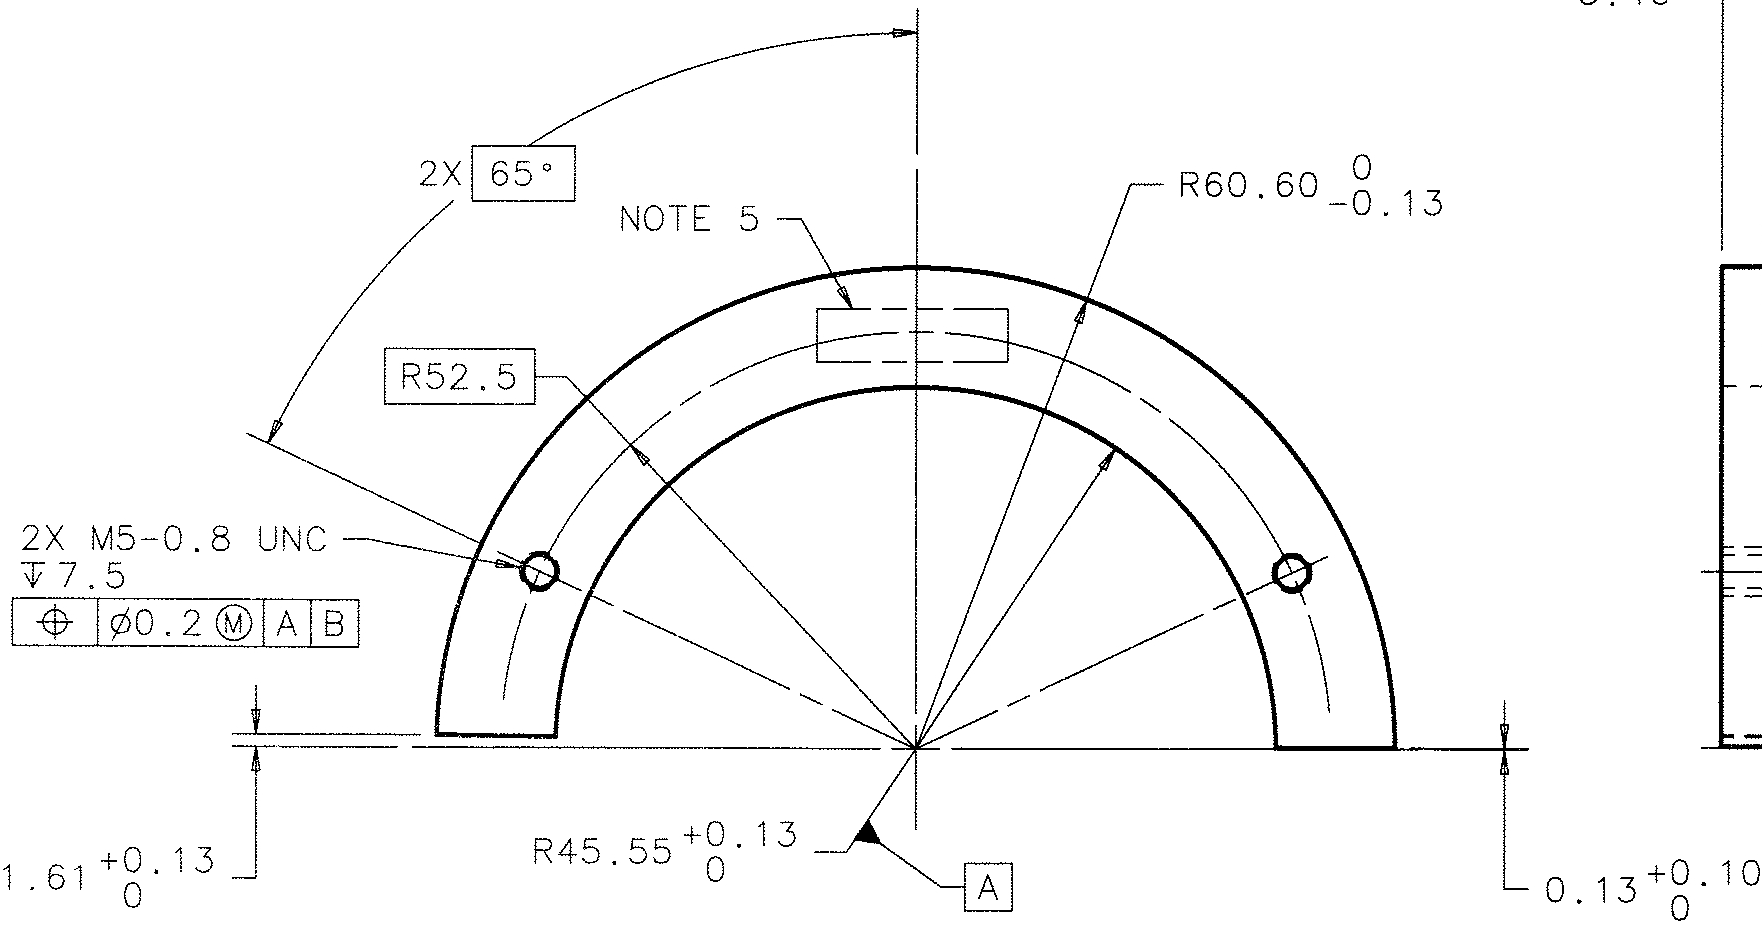 2X 65°
NOTE 5
R60.60 0
-0.13
R52.5
2X M5-0.8 UNC
↧ 7.5
⌖ ø0.2 Ⓜ A B
1.61 +0.13
0
R45.55 +0.13
0
A
0.13 +0.10
0